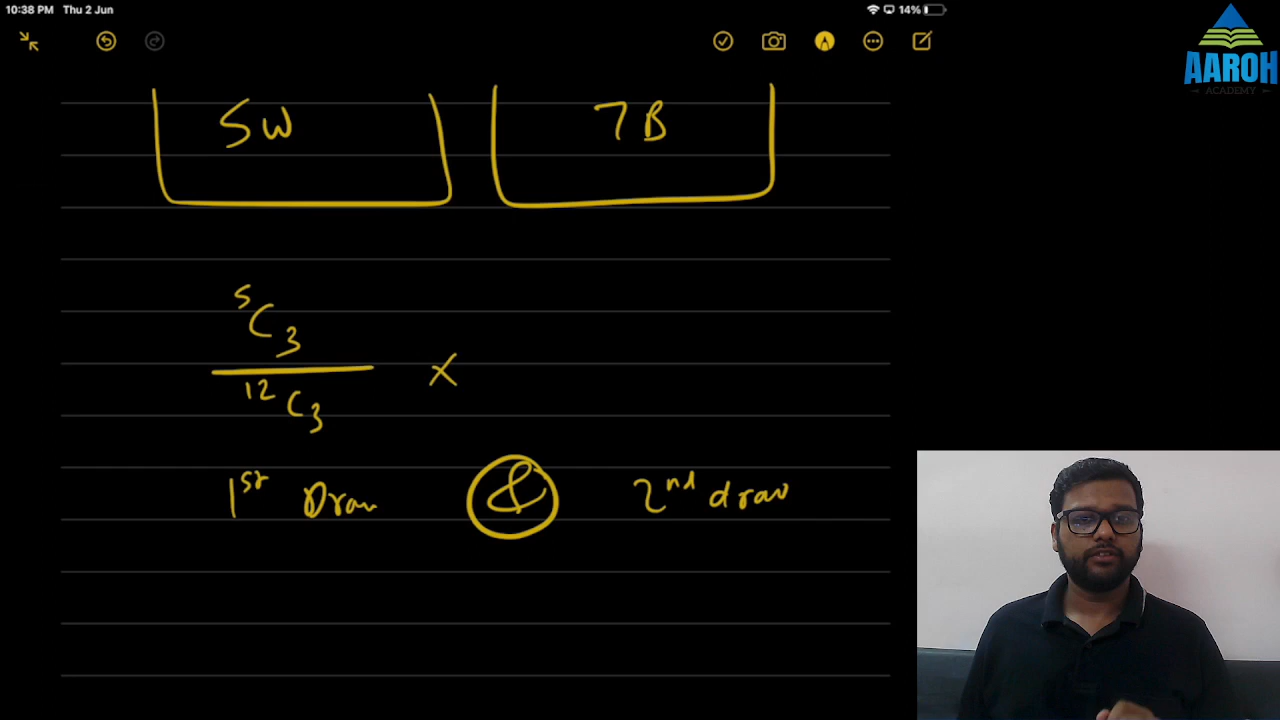 10:38 PM Thu 2 Jun
14%
AAROH
ACADEMY
5W
7B
5C3
12C3
×
1st Draw & 2nd draw